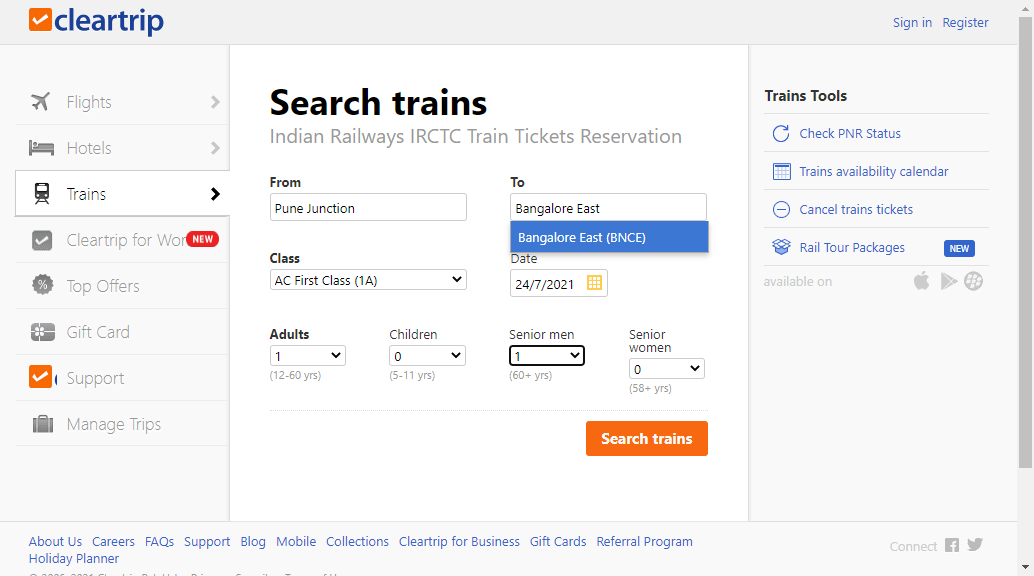 cleartrip
Sign in Register
Flights
Hotels
Trains
Cleartrip for Wor NEW
Top Offers
Gift Card
Support
Manage Trips
Search trains
Indian Railways IRCTC Train Tickets Reservation
From
To
Pune Junction
Bangalore East
Bangalore East (BNCE)
Class
Date
AC First Class (1A)
24/7/2021
Adults
Children
Senior men
Senior women
1
0
1
0
(12-60 yrs)
(5-11 yrs)
(60+ yrs)
(58+ yrs)
Search trains
Trains Tools
Check PNR Status
Trains availability calendar
Cancel trains tickets
Rail Tour Packages NEW
available on
About Us Careers FAQs Support Blog Mobile Collections Cleartrip for Business Gift Cards Referral Program
Holiday Planner
Connect